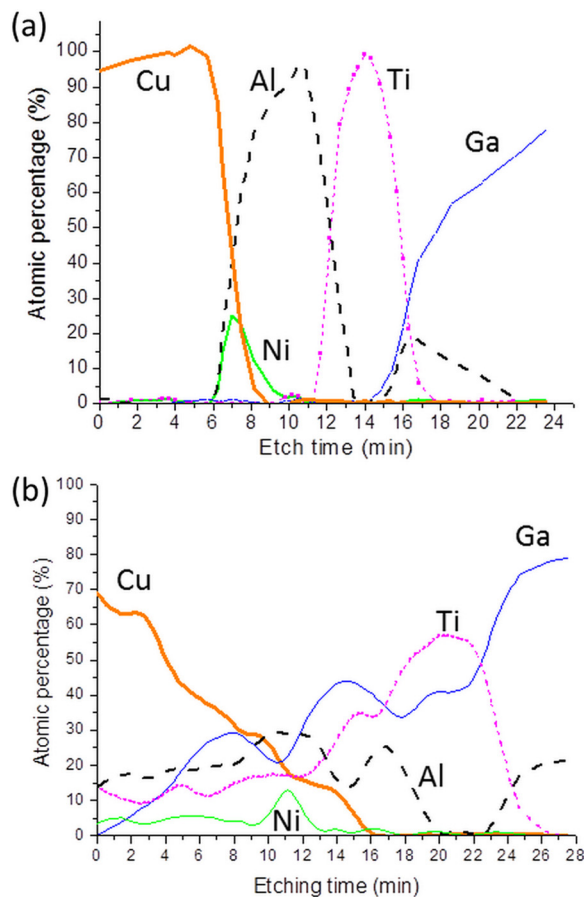 (a)
100
90
80
70
60
50
40
30
20
10
0
Atomic percentage (%)
Cu
Al
Ti
Ga
Ni
0 2 4 6 8 10 12 14 16 18 20 22 24
Etch time (min)
(b)
100
90
80
70
60
50
40
30
20
10
0
Atomic percentage (%)
Cu
Ga
Ti
Al
Ni
0 2 4 6 8 10 12 14 16 18 20 22 24 26 28
Etching time (min)